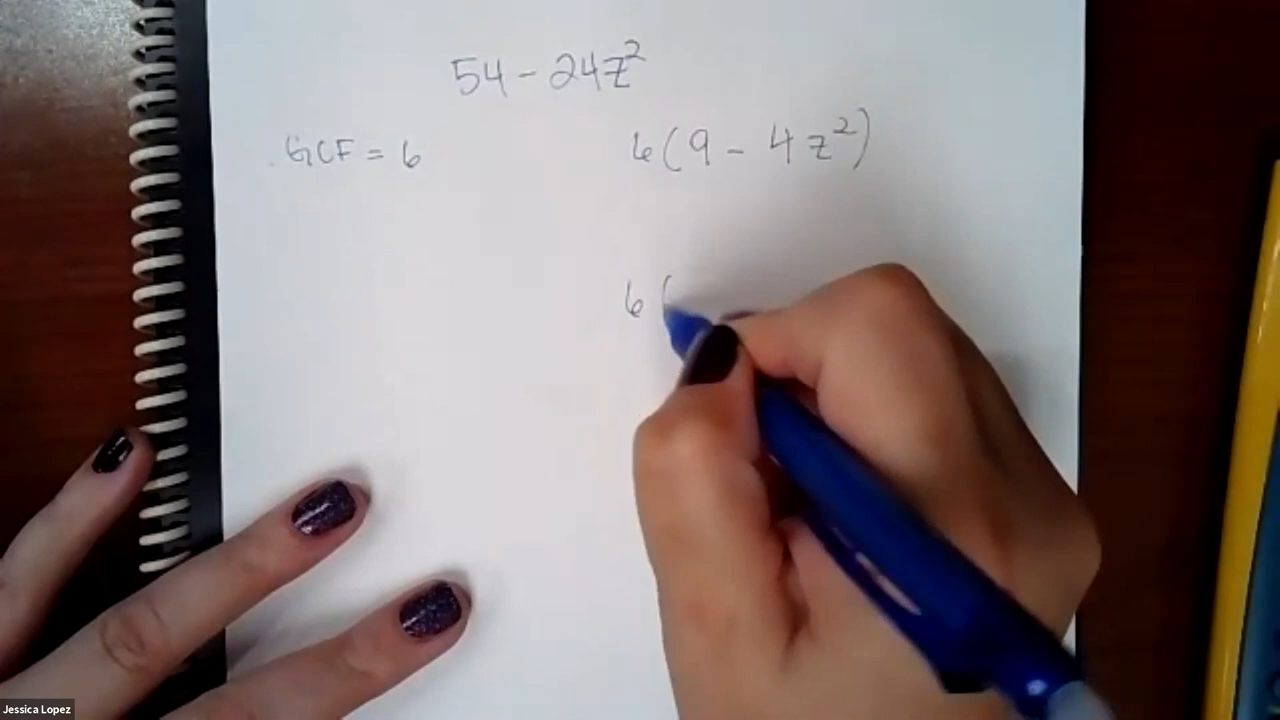 54 - 24z²
GCF = 6
6(9 - 4z²)
6(
Jessica Lopez